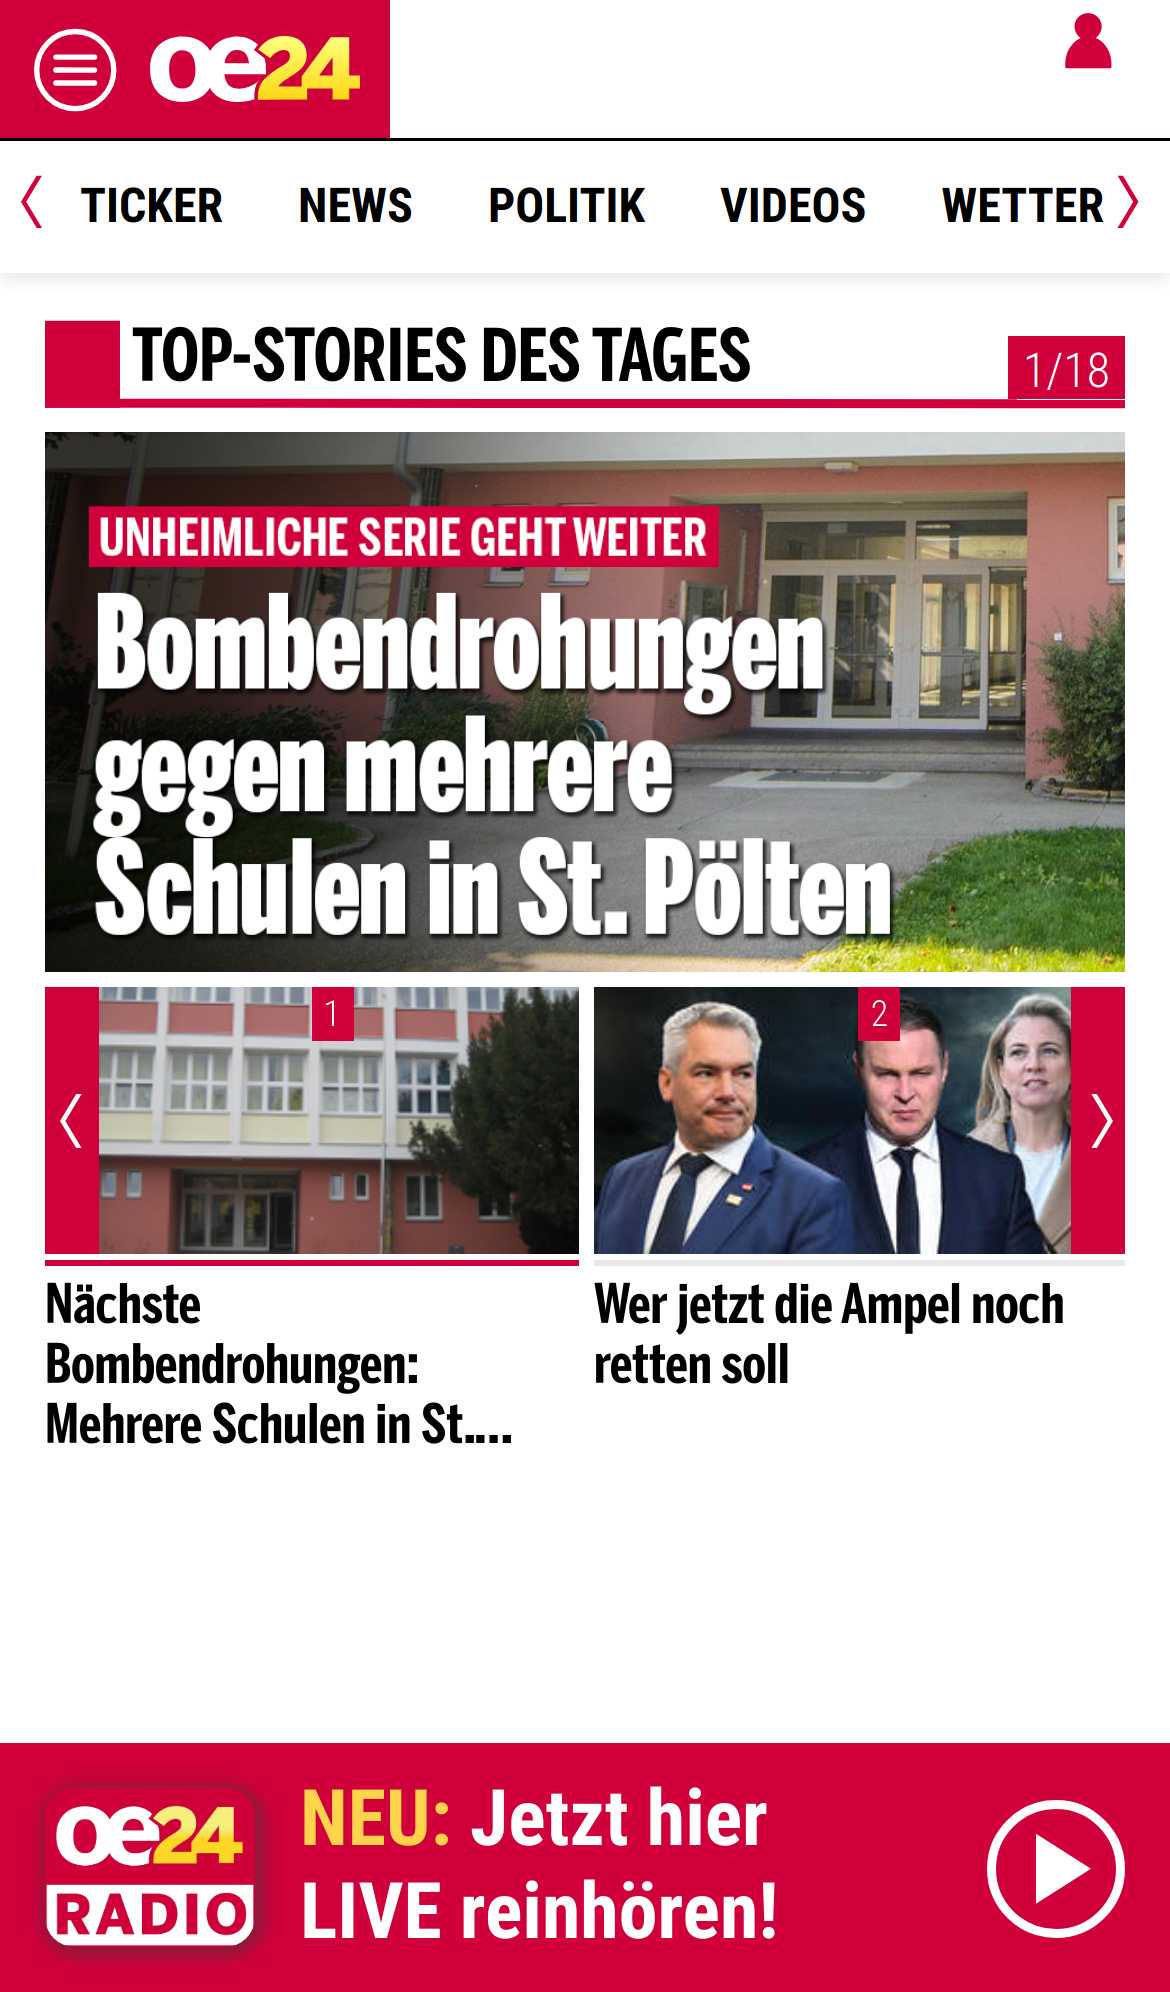 oe24
TICKER NEWS POLITIK VIDEOS WETTER
TOP-STORIES DES TAGES
1/18
UNHEIMLICHE SERIE GEHT WEITER
Bombendrohungen
gegen mehrere
Schulen in St. Pölten
1
2
Nächste
Bombendrohungen:
Mehrere Schulen in St....
Wer jetzt die Ampel noch
retten soll
oe24
RADIO
NEU: Jetzt hier
LIVE reinhören!